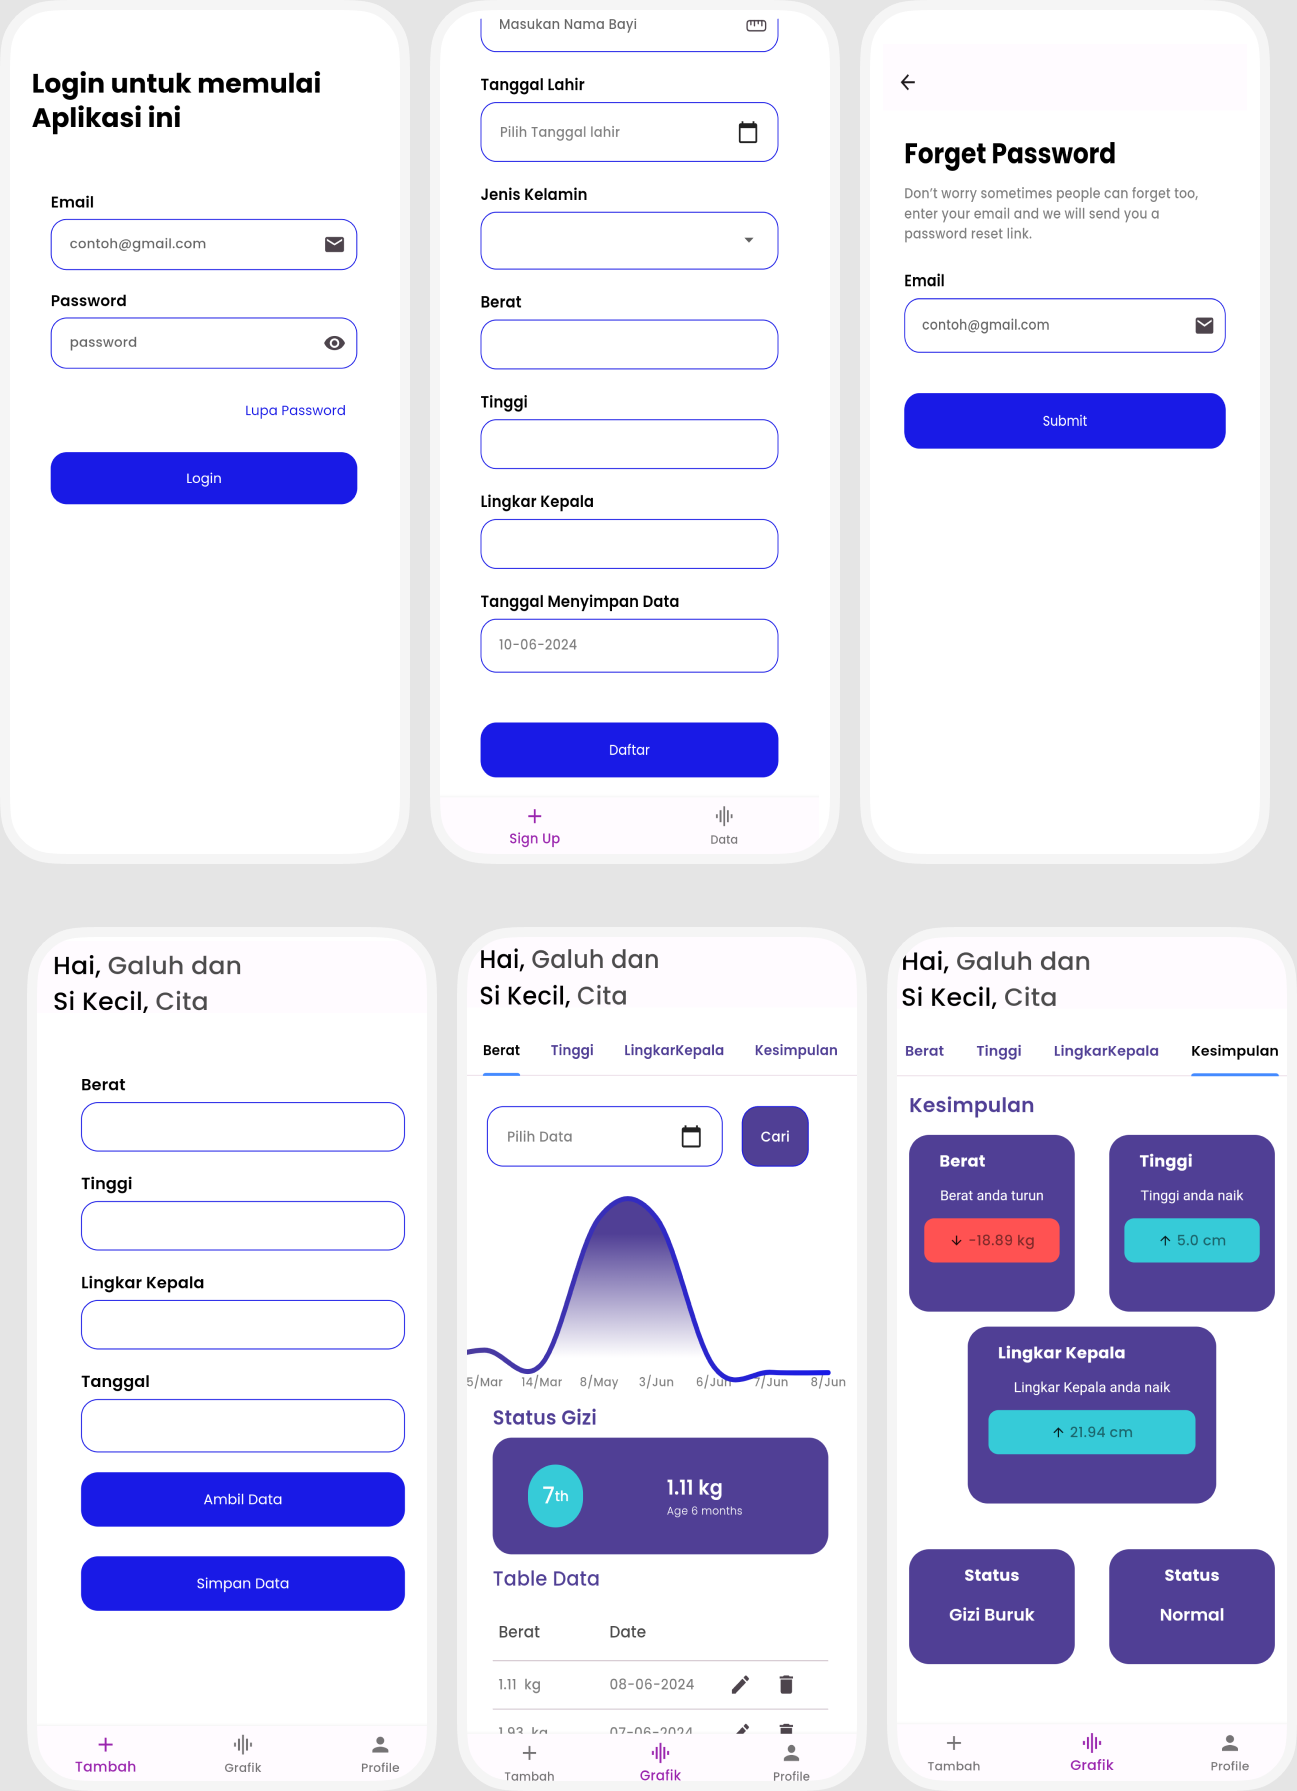 Login untuk memulai
Aplikasi ini
Email
contoh@gmail.com
Password
password
Lupa Password
Login
Masukan Nama Bayi
Tanggal Lahir
Pilih Tanggal lahir
Jenis Kelamin
Berat
Tinggi
Lingkar Kepala
Tanggal Menyimpan Data
10-06-2024
Daftar
Sign Up
Data
Forget Password
Don't worry sometimes people can forget too,
enter your email and we will send you a
password reset link.
Email
contoh@gmail.com
Submit
Hai, Galuh dan
Si Kecil, Cita
Berat
Tinggi
Lingkar Kepala
Tanggal
Ambil Data
Simpan Data
Tambah
Grafik
Profile
Hai, Galuh dan
Si Kecil, Cita
Berat Tinggi LingkarKepala Kesimpulan
Pilih Data
Cari
5/Mar 14/Mar 8/May 3/Jun 6/Jun 7/Jun 8/Jun
Status Gizi
7th
1.11 kg
Age 6 months
Table Data
Berat Date
1.11 kg 08-06-2024
1.93 kg 07-06-2024
Tambah
Grafik
Profile
Hai, Galuh dan
Si Kecil, Cita
Berat Tinggi LingkarKepala Kesimpulan
Kesimpulan
Berat
Berat anda turun
-18.89 kg
Tinggi
Tinggi anda naik
5.0 cm
Lingkar Kepala
Lingkar Kepala anda naik
21.94 cm
Status
Gizi Buruk
Status
Normal
Tambah
Grafik
Profile